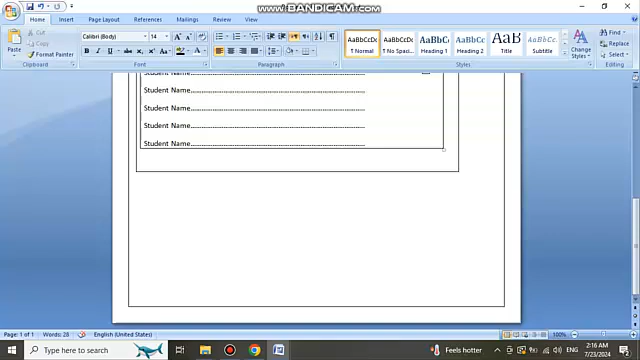 WWW.BANDICAM.COM
Home Insert Page Layout References Mailings Review View
Paste Cut Copy Format Painter
Calibri (Body) 14
AaBbCcDc AaBbCcDc AaBbC AaBbCc AaB AaBbCc.
¶ Normal ¶ No Spaci... Heading 1 Heading 2 Title Subtitle
Change Styles
Find Replace Select
Clipboard Font Paragraph Styles Editing
Student Name
Student Name
Student Name
Student Name
Student Name
Page: 1 of 1 Words: 28 English (United States) 100%
Type here to search
Feels hotter ENG
2:16 AM
7/23/2024